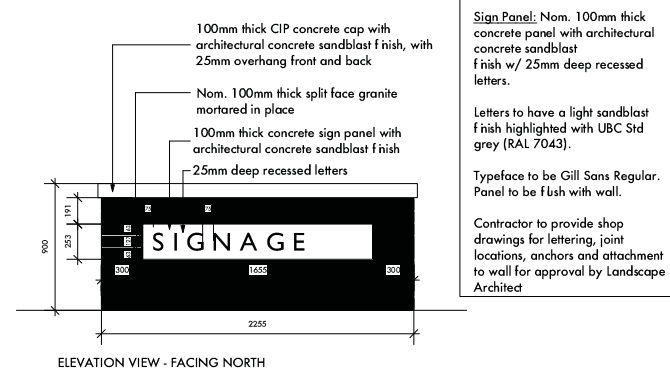 100mm thick CIP concrete cap with
architectural concrete sandblast finish, with
25mm overhang front and back
Nom. 100mm thick split face granite
mortared in place
100mm thick concrete sign panel with
architectural concrete sandblast finish
25mm deep recessed letters
191
253
900
SIGNAGE
300
1655
300
2255
ELEVATION VIEW - FACING NORTH
Sign Panel: Nom. 100mm thick
concrete panel with architectural
concrete sandblast
finish w/ 25mm deep recessed
letters.
Letters to have a light sandblast
finish highlighted with UBC Std
grey (RAL 7043).
Typeface to be Gill Sans Regular.
Panel to be flush with wall.
Contractor to provide shop
drawings for lettering, joint
locations, anchors and attachment
to wall for approval by Landscape
Architect